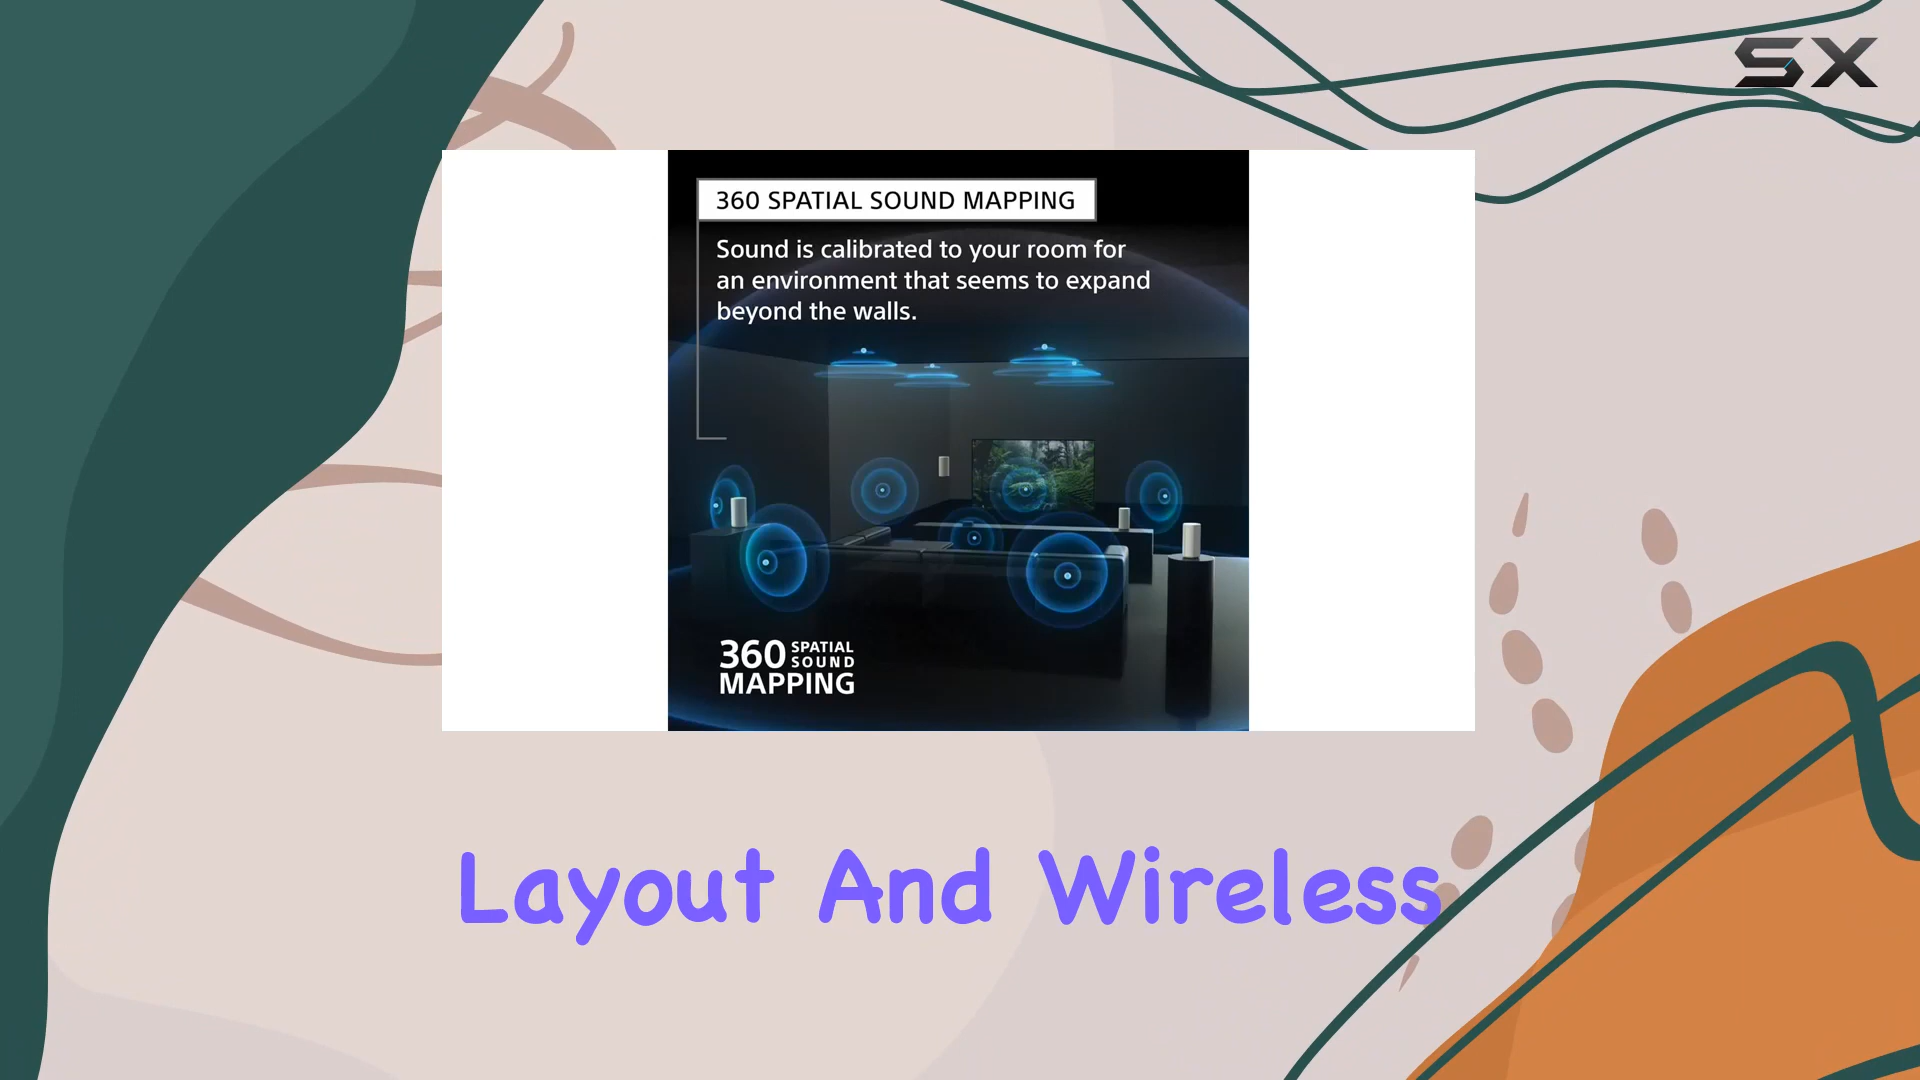 SX
360 SPATIAL SOUND MAPPING
Sound is calibrated to your room for
an environment that seems to expand
beyond the walls.
360 SPATIAL
SOUND
MAPPING
Layout And Wireless